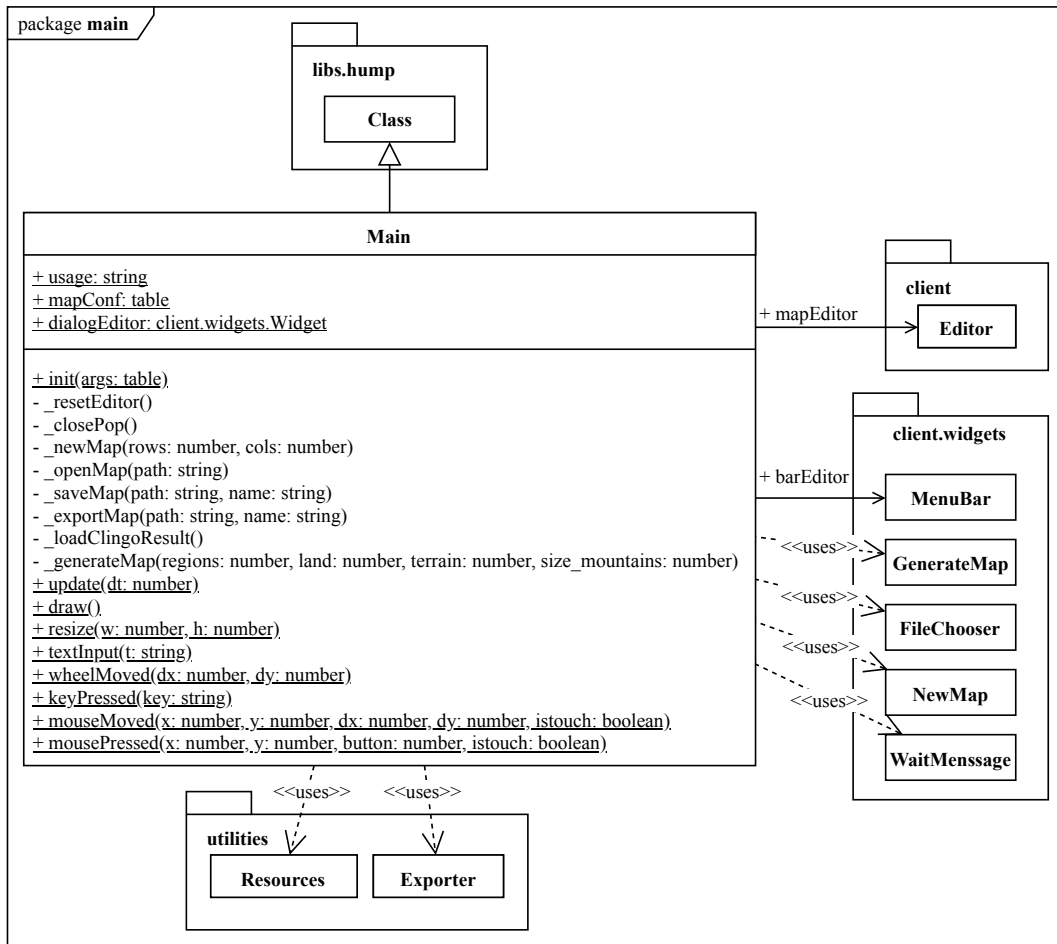 package main
libs.hump
Class
Main
+ usage: string
+ mapConf: table
+ dialogEditor: client.widgets.Widget
+ init(args: table)
- _resetEditor()
- _closePop()
- _newMap(rows: number, cols: number)
- _openMap(path: string)
- _saveMap(path: string, name: string)
- _exportMap(path: string, name: string)
- _loadClingoResult()
- _generateMap(regions: number, land: number, terrain: number, size_mountains: number)
+ update(dt: number)
+ draw()
+ resize(w: number, h: number)
+ textInput(t: string)
+ wheelMoved(dx: number, dy: number)
+ keyPressed(key: string)
+ mouseMoved(x: number, y: number, dx: number, dy: number, istouch: boolean)
+ mousePressed(x: number, y: number, button: number, istouch: boolean)
+ mapEditor
client
Editor
client.widgets
+ barEditor
MenuBar
<<uses>>
GenerateMap
<<uses>>
FileChooser
<<uses>>
NewMap
<<uses>>
WaitMenssage
<<uses>>
<<uses>>
utilities
Resources
Exporter